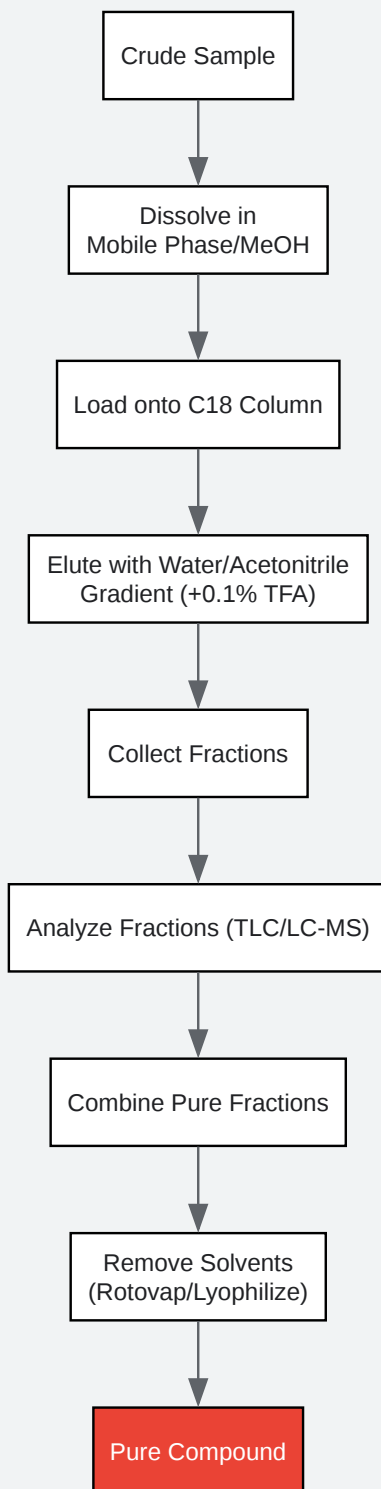 Crude Sample
Dissolve in
Mobile Phase/MeOH
Load onto C18 Column
Elute with Water/Acetonitrile
Gradient (+0.1% TFA)
Collect Fractions
Analyze Fractions (TLC/LC-MS)
Combine Pure Fractions
Remove Solvents
(Rotovap/Lyophilize)
Pure Compound